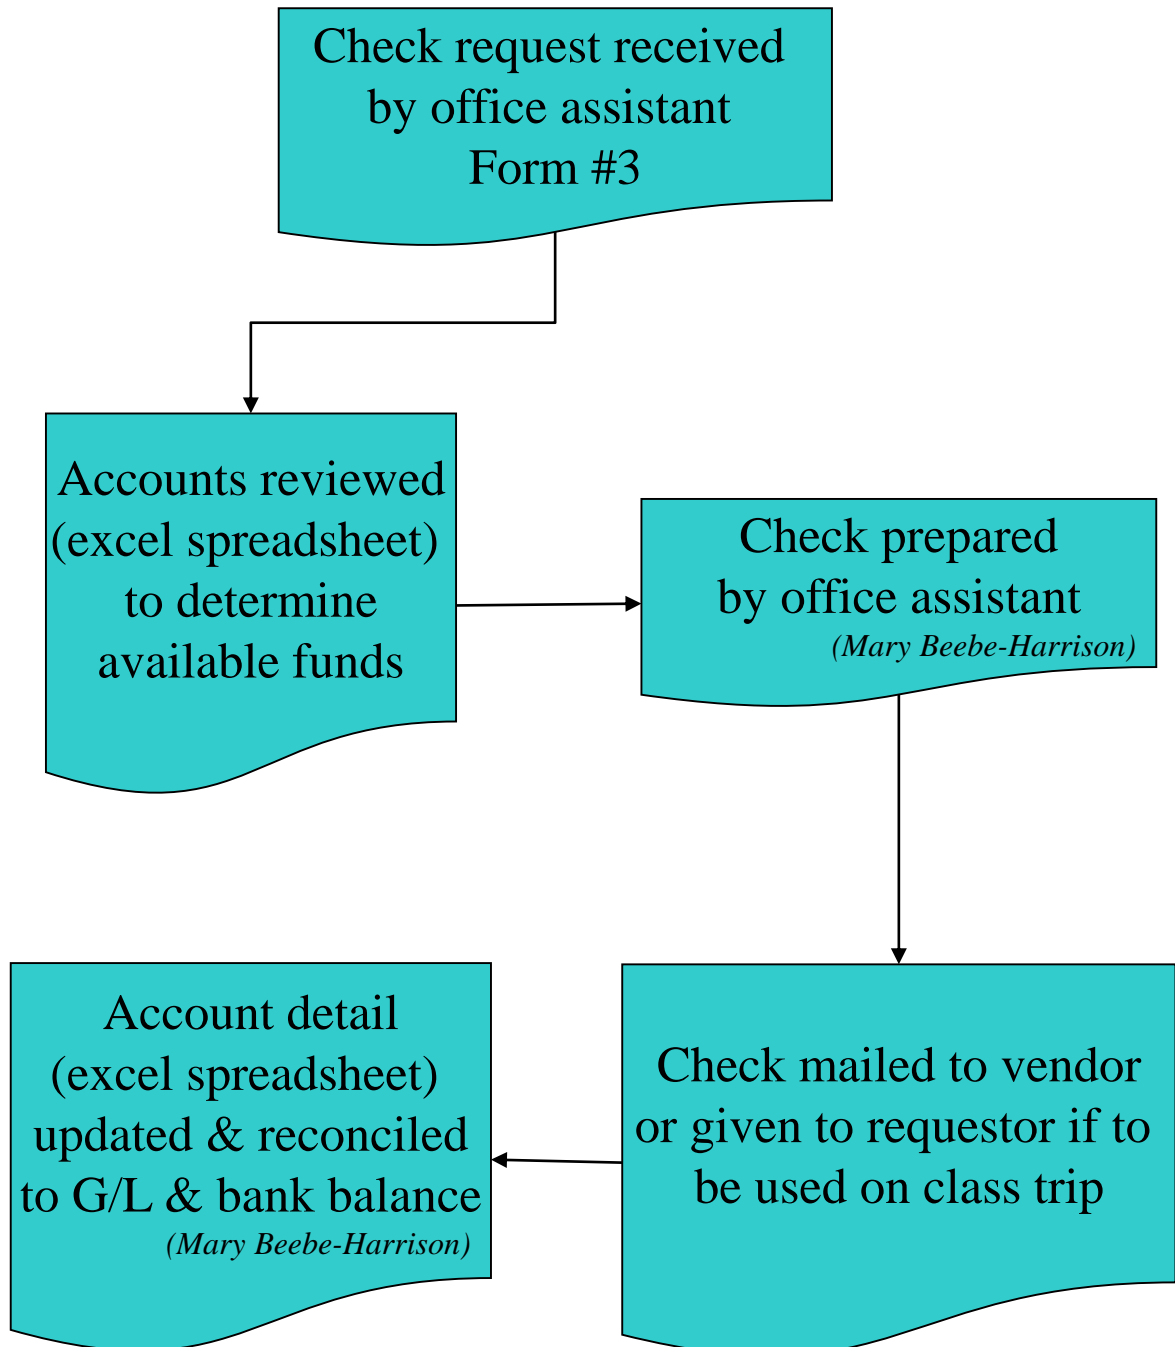 Check request received
by office assistant
Form #3
Accounts reviewed
(excel spreadsheet)
to determine
available funds
Check prepared
by office assistant
(Mary Beebe-Harrison)
Check mailed to vendor
or given to requestor if to
be used on class trip
Account detail
(excel spreadsheet)
updated & reconciled
to G/L & bank balance
(Mary Beebe-Harrison)